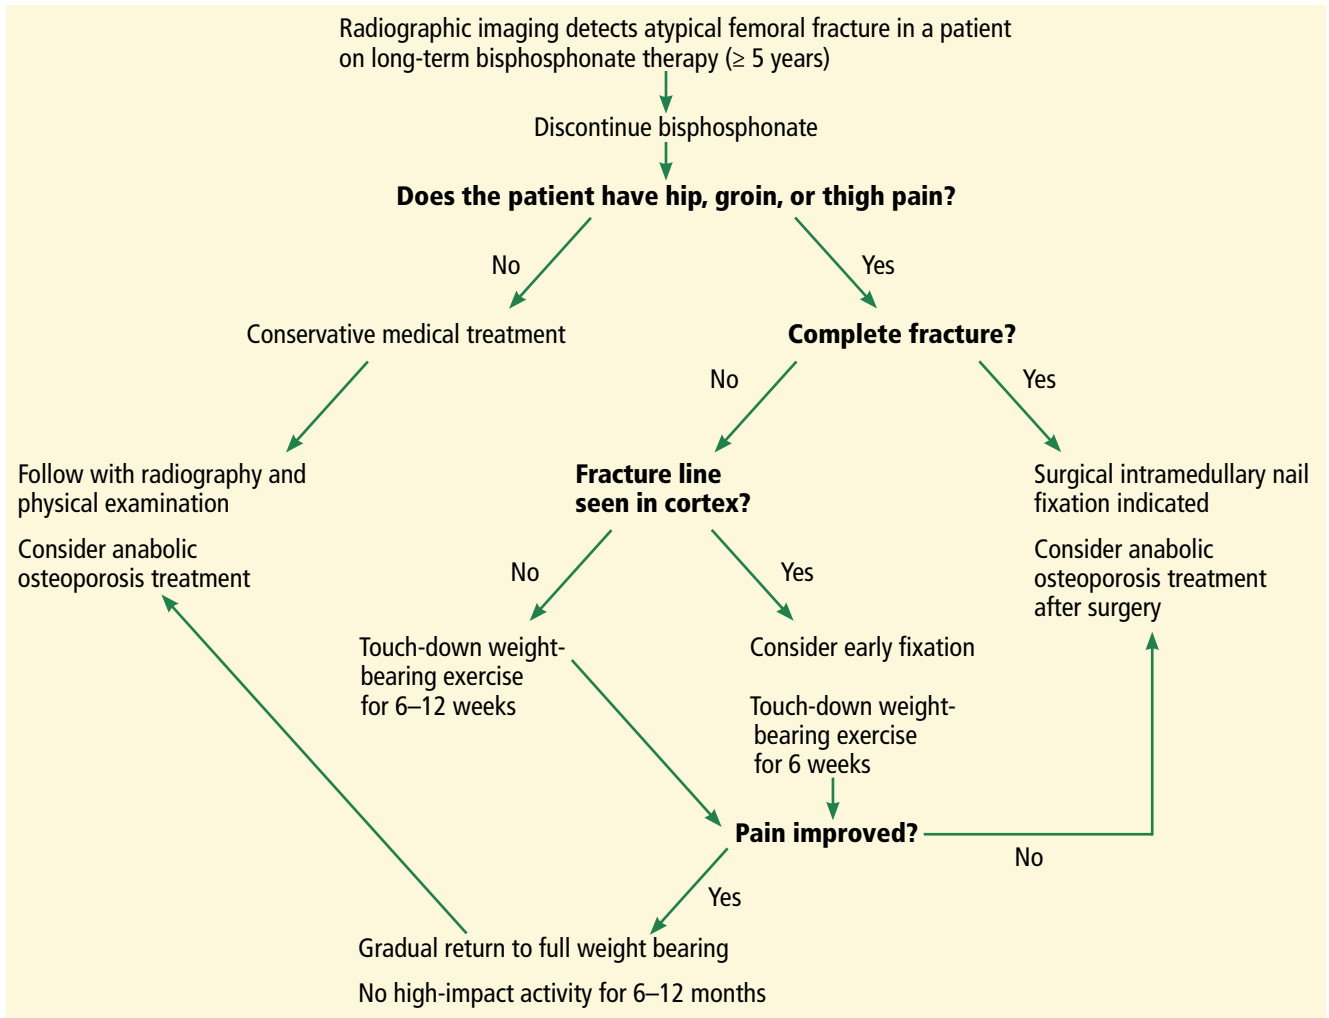 Radiographic imaging detects atypical femoral fracture in a patient
on long-term bisphosphonate therapy (≥ 5 years)
Discontinue bisphosphonate
Does the patient have hip, groin, or thigh pain?
No
Yes
Conservative medical treatment
Complete fracture?
No
Yes
Follow with radiography and
physical examination
Consider anabolic
osteoporosis treatment
Fracture line
seen in cortex?
Surgical intramedullary nail
fixation indicated
Consider anabolic
osteoporosis treatment
after surgery
No
Yes
Touch-down weight-
bearing exercise
for 6–12 weeks
Consider early fixation
Touch-down weight-
bearing exercise
for 6 weeks
Pain improved?
No
Yes
Gradual return to full weight bearing
No high-impact activity for 6–12 months